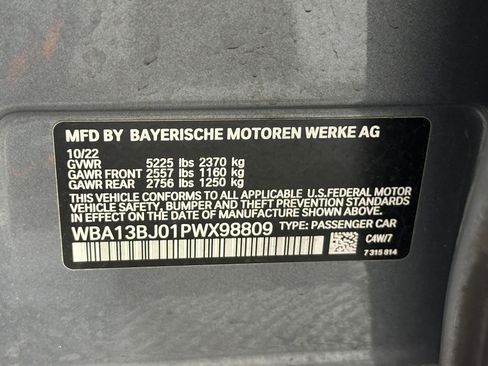 MFD BY BAYERISCHE MOTOREN WERKE AG
10/22
GVWR 5225 lbs 2370 kg
GAWR FRONT 2557 lbs 1160 kg
GAWR REAR 2756 lbs 1250 kg
THIS VEHICLE CONFORMS TO ALL APPLICABLE U.S.FEDERAL MOTOR
VEHICLE SAFETY, BUMPER AND THEFT PREVENTION STANDARDS
IN EFFECT ON THE DATE OF MANUFACTURE SHOWN ABOVE.
WBA13BJ01PWX98809 TYPE: PASSENGER CAR
C4W/7
7 315 814